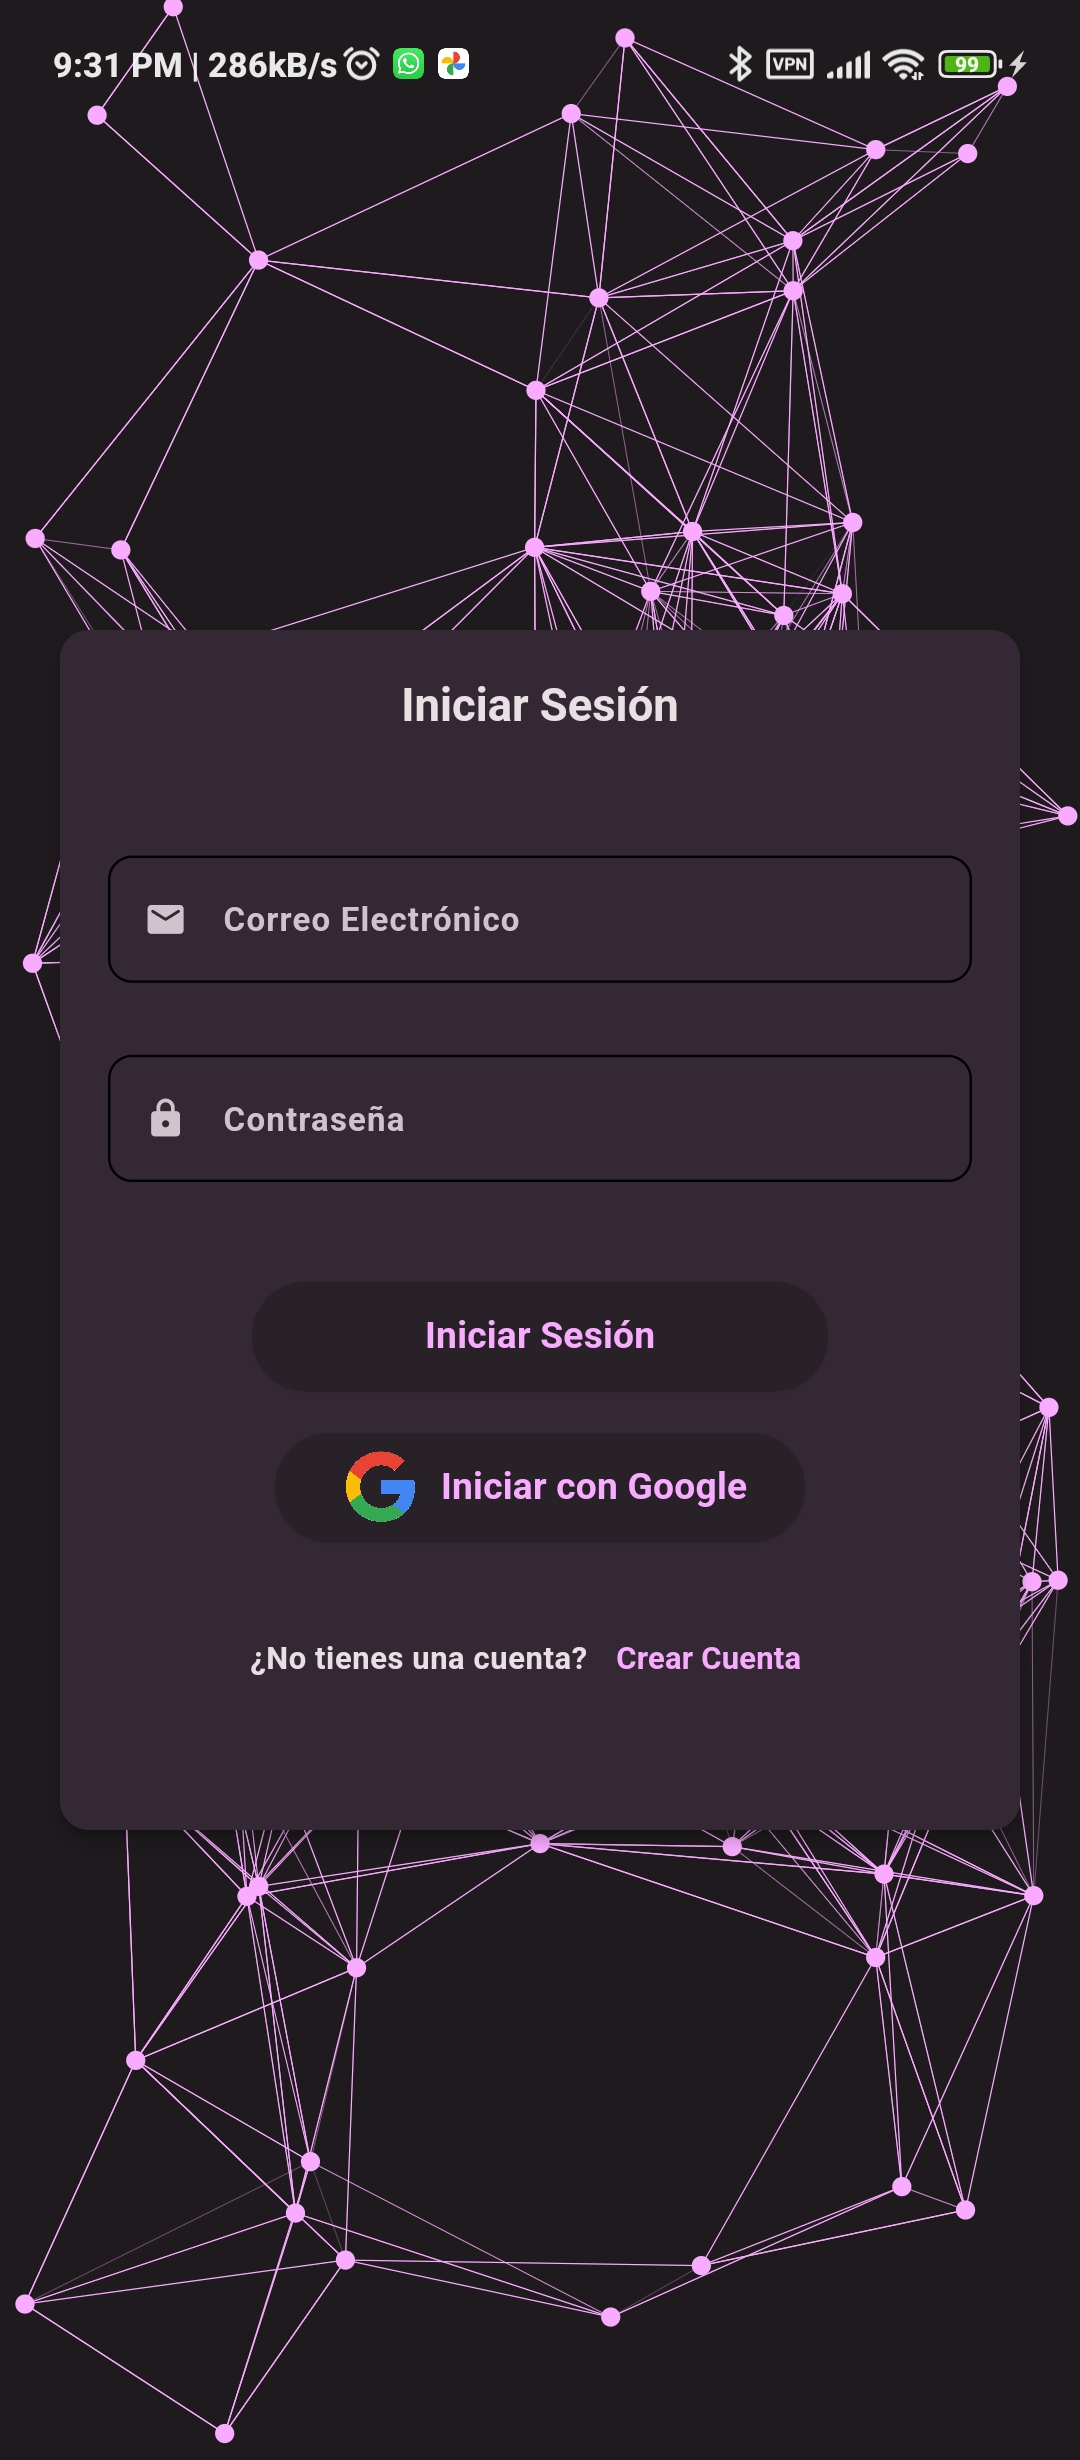 9:31 PM | 286kB/s VPN 99
Iniciar Sesión
Correo Electrónico
Contraseña
Iniciar Sesión
Iniciar con Google
¿No tienes una cuenta? Crear Cuenta